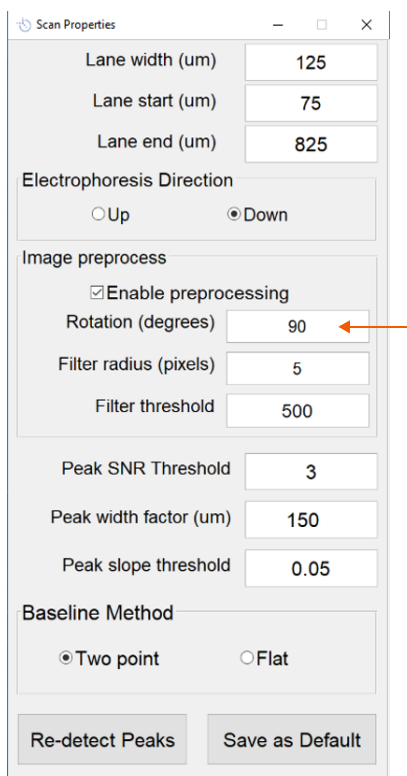 Scan Properties
Lane width (um) 125
Lane start (um) 75
Lane end (um) 825
Electrophoresis Direction
Up Down
Image preprocess
Enable preprocessing
Rotation (degrees) 90
Filter radius (pixels) 5
Filter threshold 500
Peak SNR Threshold 3
Peak width factor (um) 150
Peak slope threshold 0.05
Baseline Method
Two point Flat
Re-detect Peaks Save as Default